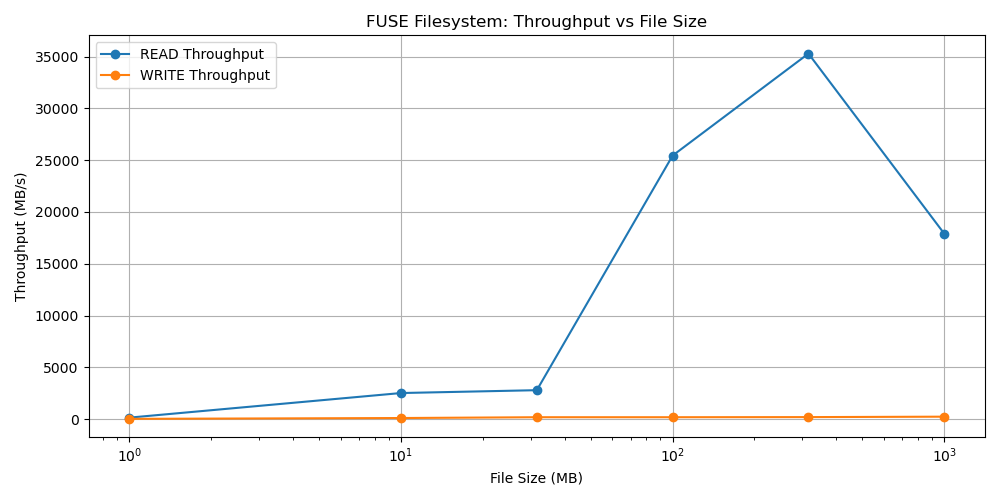 FUSE Filesystem: Throughput vs File Size
READ Throughput
WRITE Throughput
Throughput (MB/s)
35000
30000
25000
20000
15000
10000
5000
0
10⁰
10¹
10²
10³
File Size (MB)